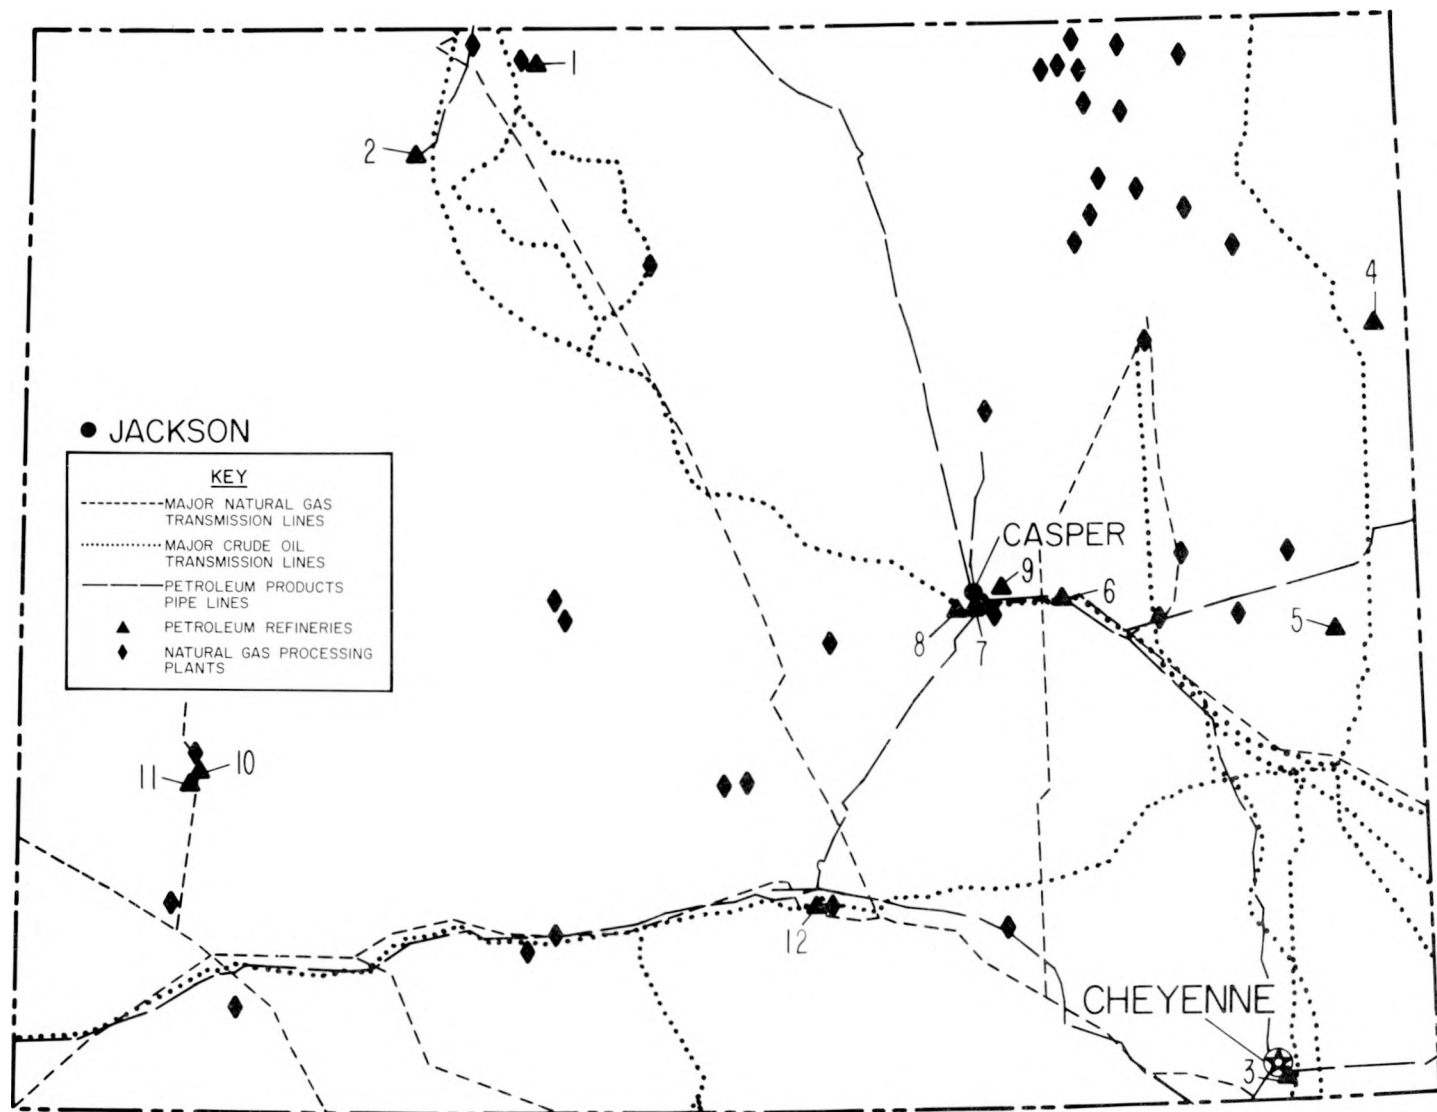 1
2
4
JACKSON
KEY
MAJOR NATURAL GAS
TRANSMISSION LINES
MAJOR CRUDE OIL
TRANSMISSION LINES
PETROLEUM PRODUCTS
PIPE LINES
PETROLEUM REFINERIES
NATURAL GAS PROCESSING
PLANTS
CASPER
9
6
8
7
5
10
11
12
CHEYENNE
3